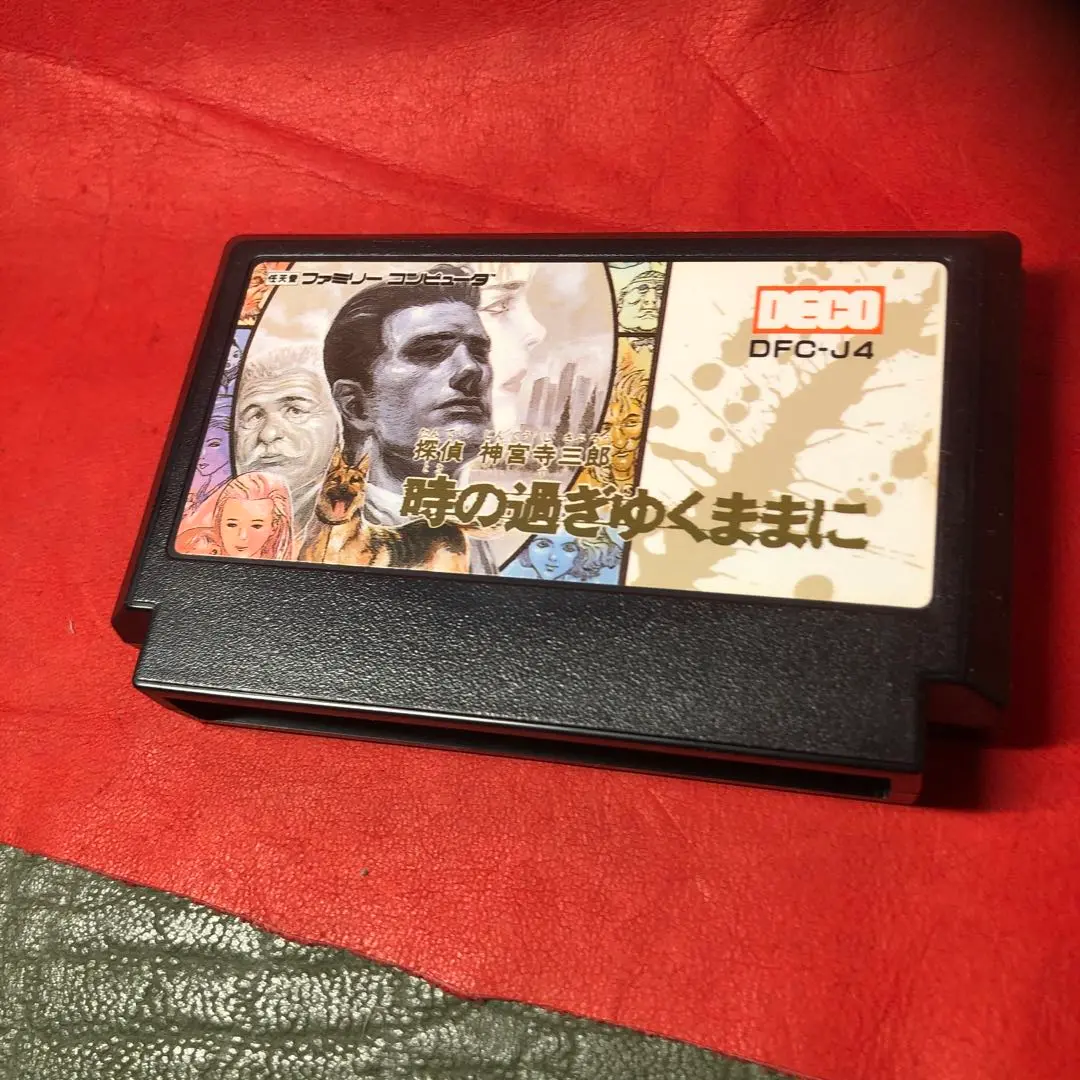 任天堂 ファミリー コンピュータ
DECO
DFC-J4
たんてい じんぐうじ さぶろう
探偵 神宮寺三郎
時の過ぎゆくままに